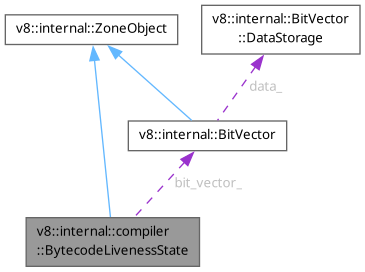 v8::internal::ZoneObject
v8::internal::BitVector
::DataStorage
data_
v8::internal::BitVector
bit_vector_
v8::internal::compiler
::BytecodeLivenessState